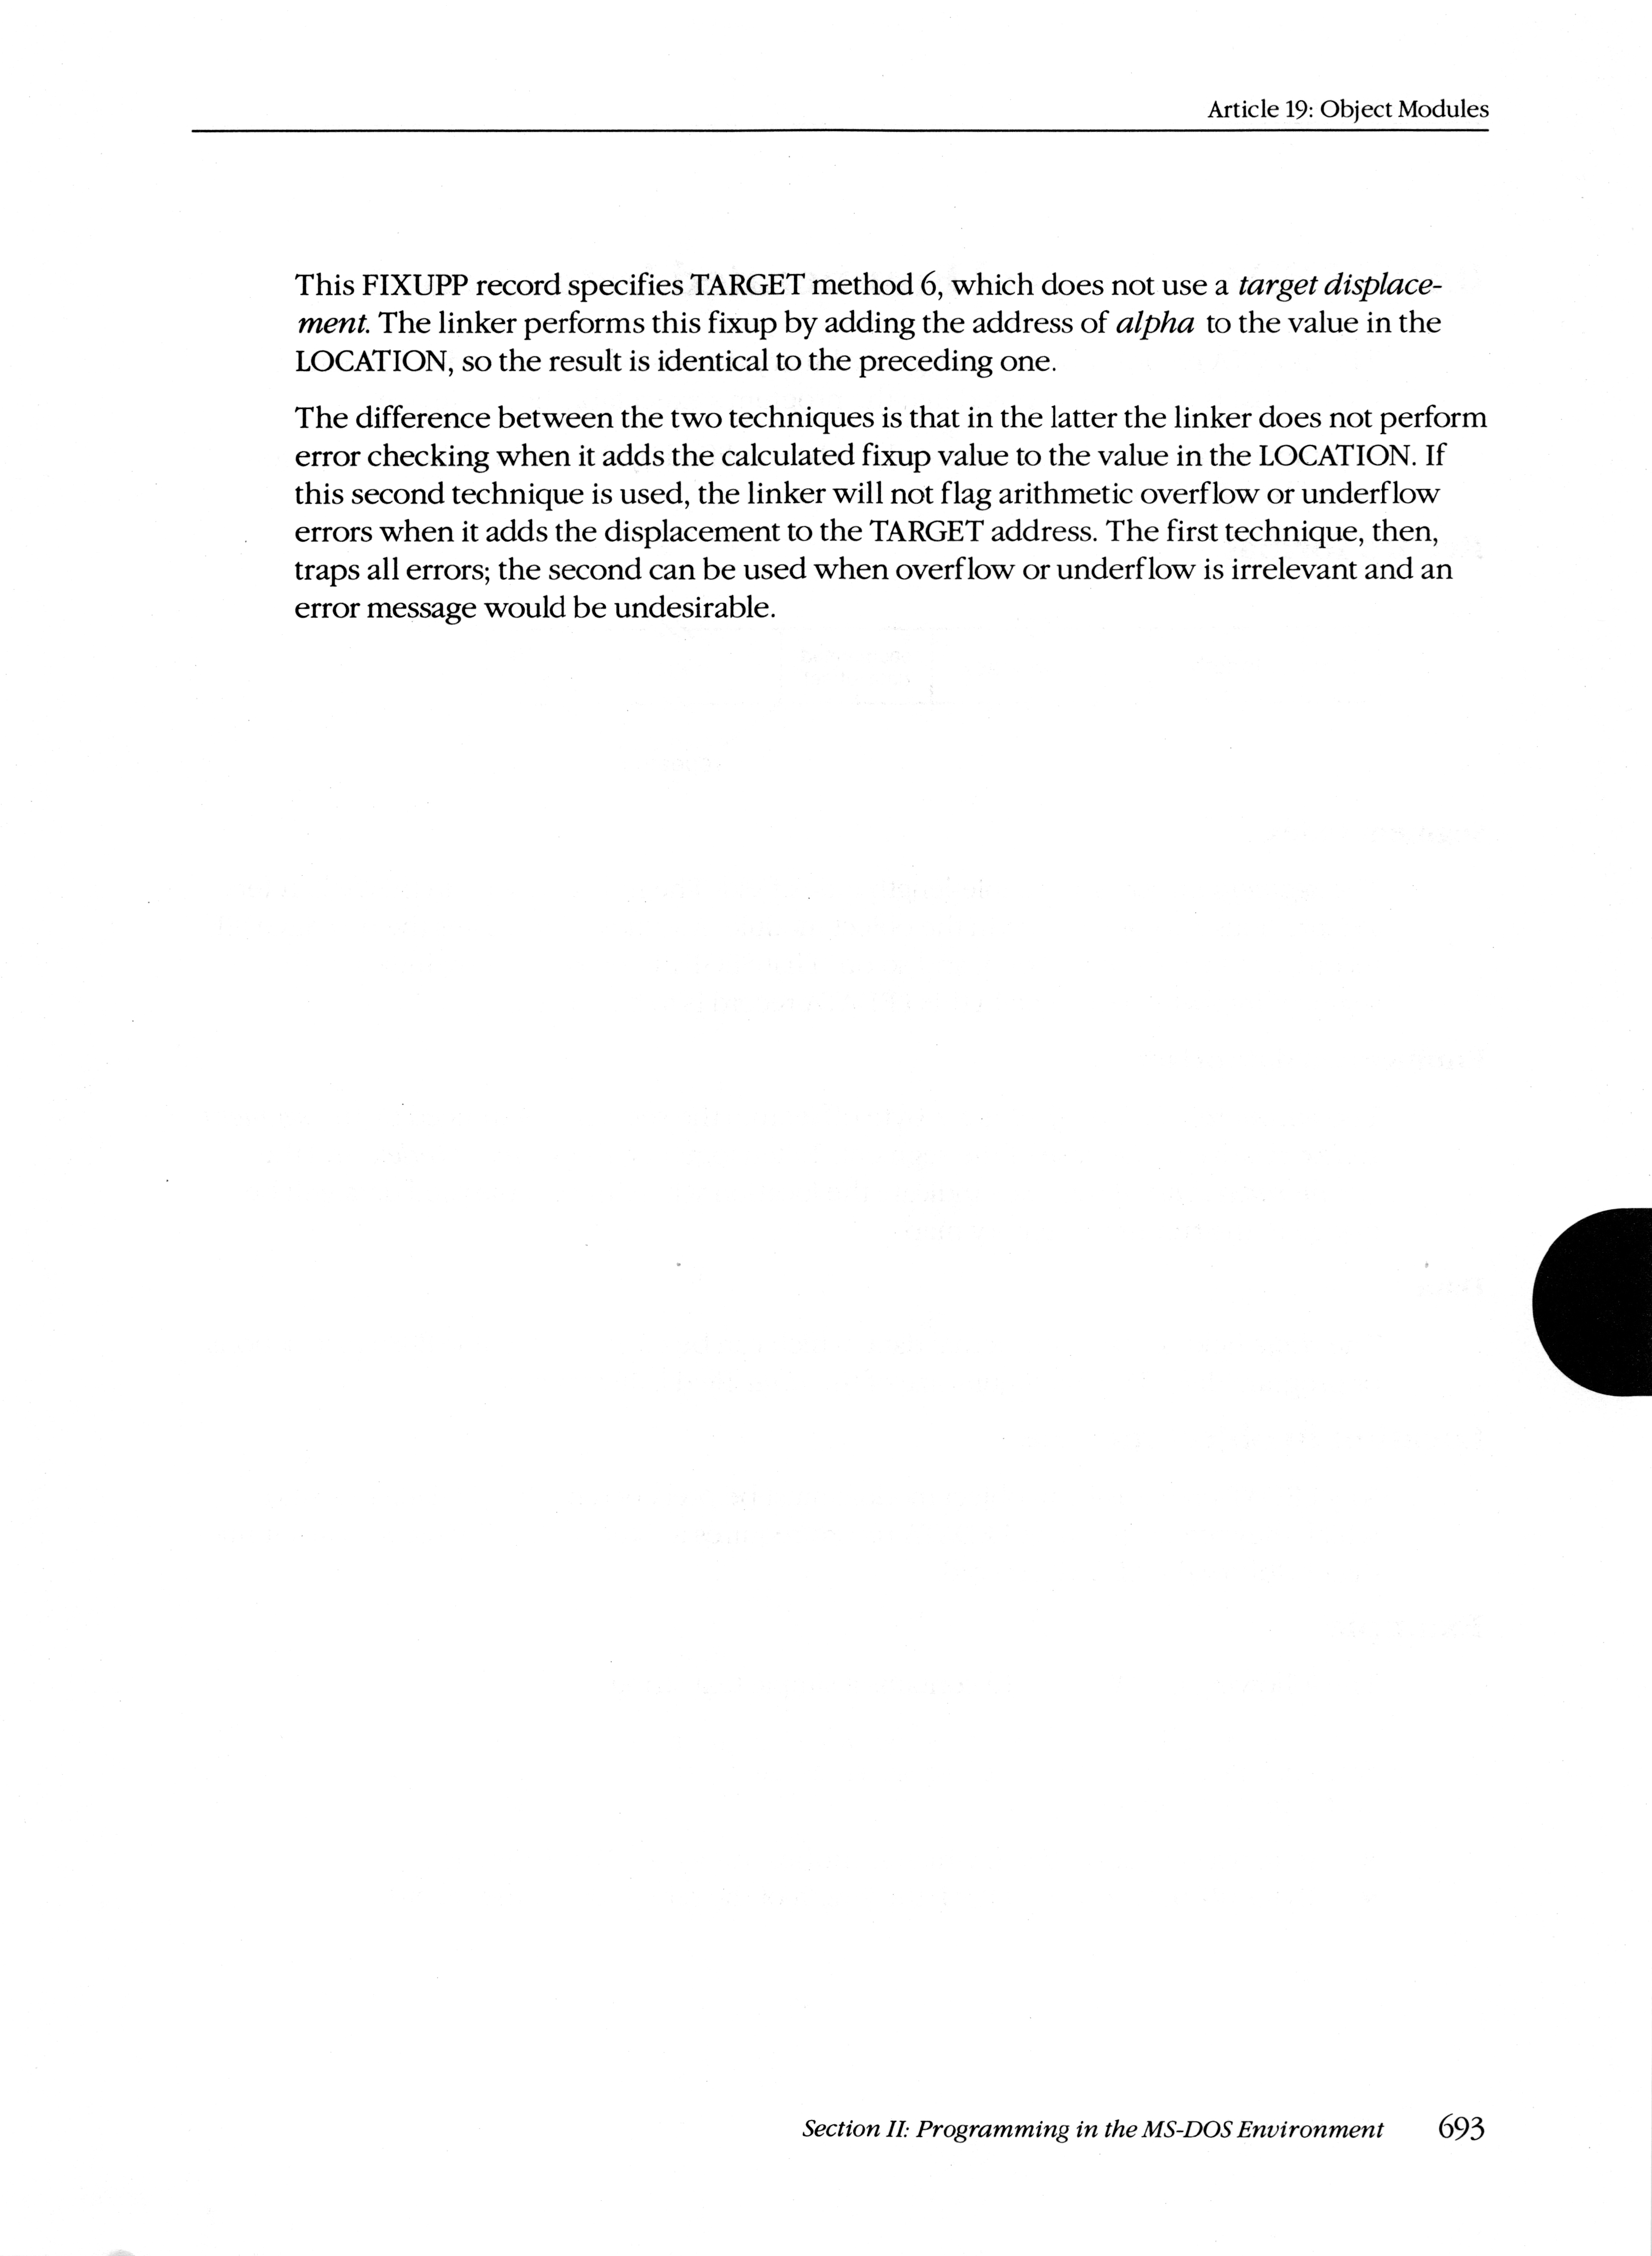 Article 19: Object Modules
This FIXUPP record specifies TARGET method 6, which does not use a target displace-
ment. The linker performs this fixup by adding the address of alpha to the value in the
LOCATION, so the result is identical to the preceding one.
The difference between the two techniques is that in the latter the linker does not perform
error checking when it adds the calculated fixup value to the value in the LOCATION. If
this second technique is used, the linker will not flag arithmetic overflow or underflow
errors when it adds the displacement to the TARGET address. The first technique, then,
traps all errors; the second can be used when overflow or underflow is irrelevant and an
error message would be undesirable.
Section II: Programming in the MS-DOS Environment 693